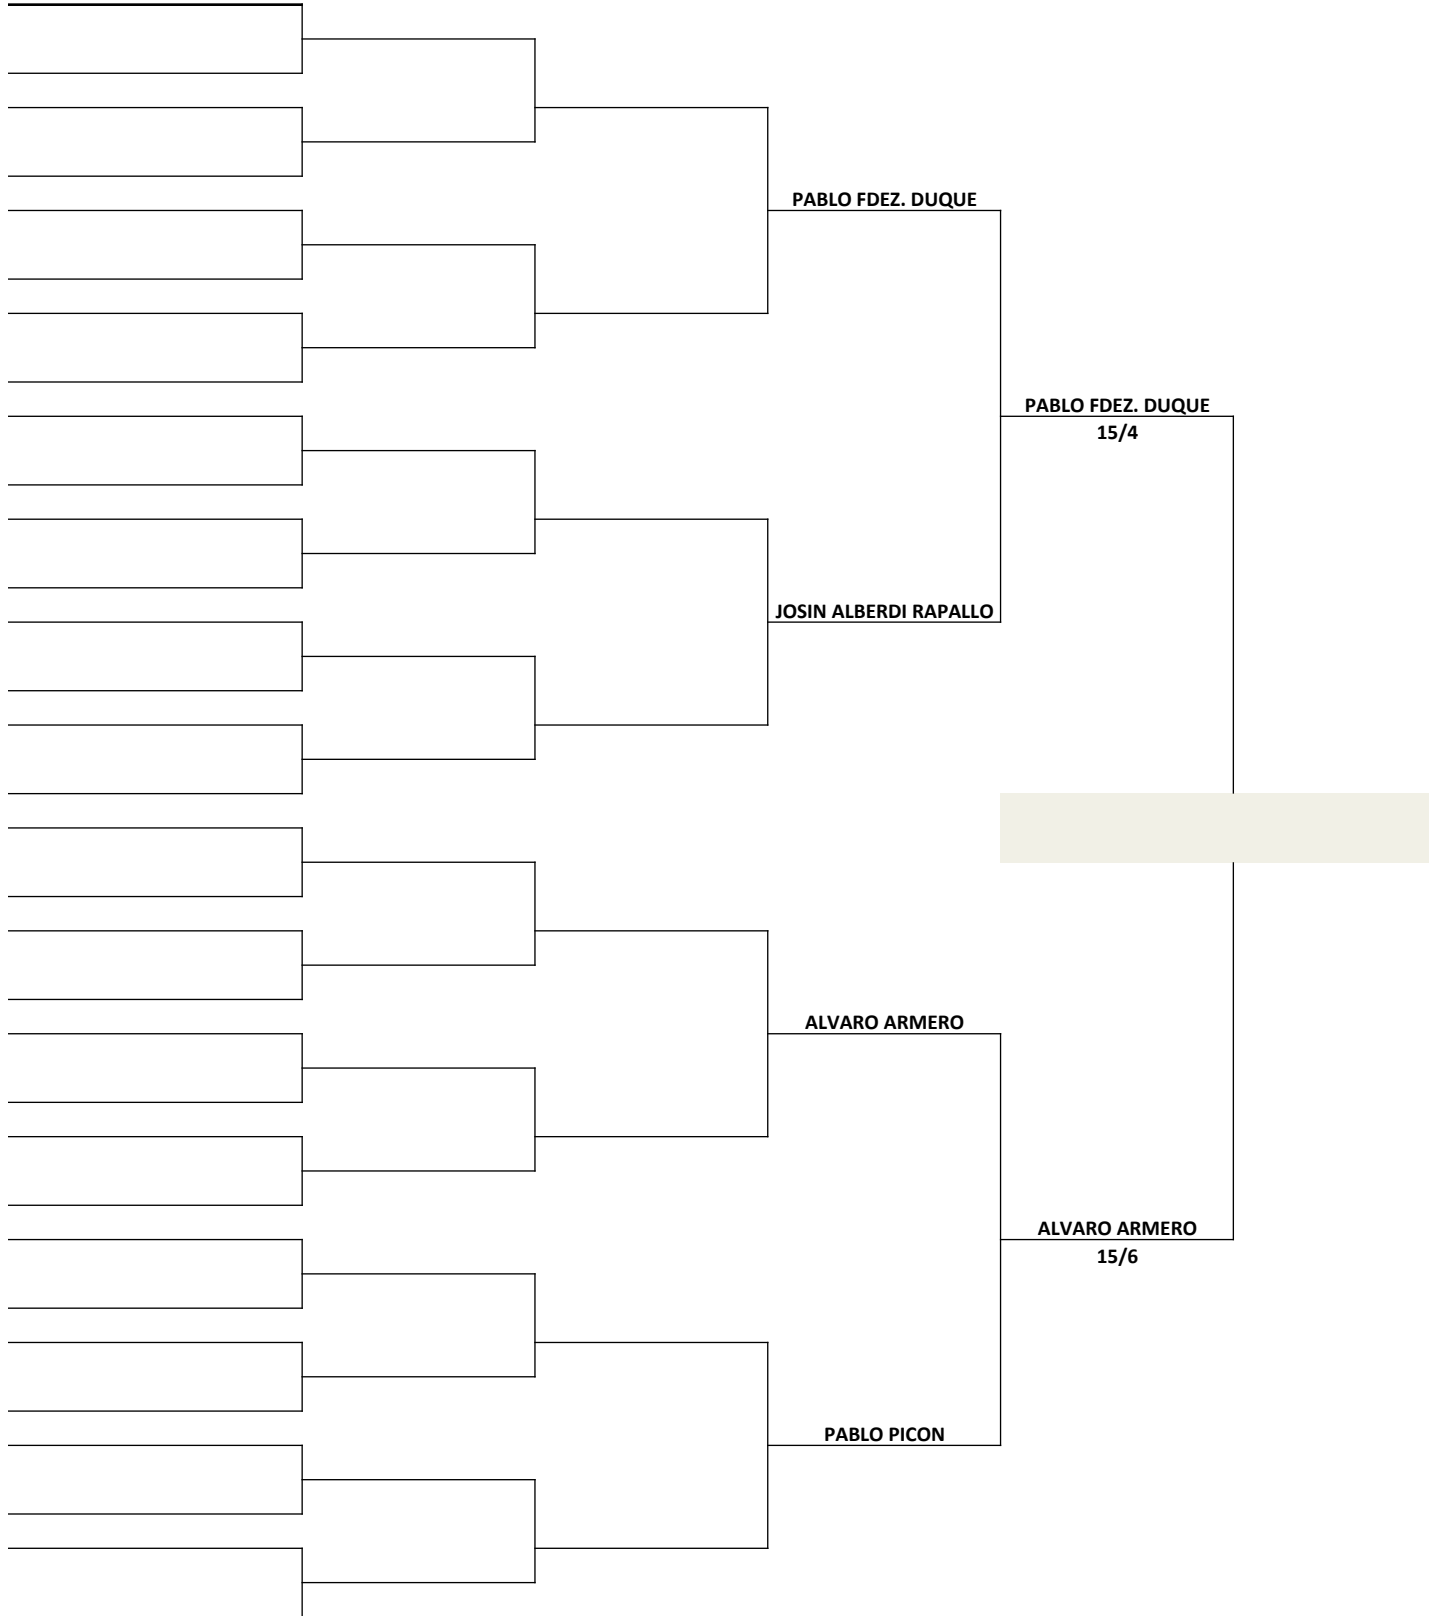 PABLO FDEZ. DUQUE
PABLO FDEZ. DUQUE
15/4
JOSIN ALBERDI RAPALLO
ALVARO ARMERO
ALVARO ARMERO
15/6
PABLO PICON